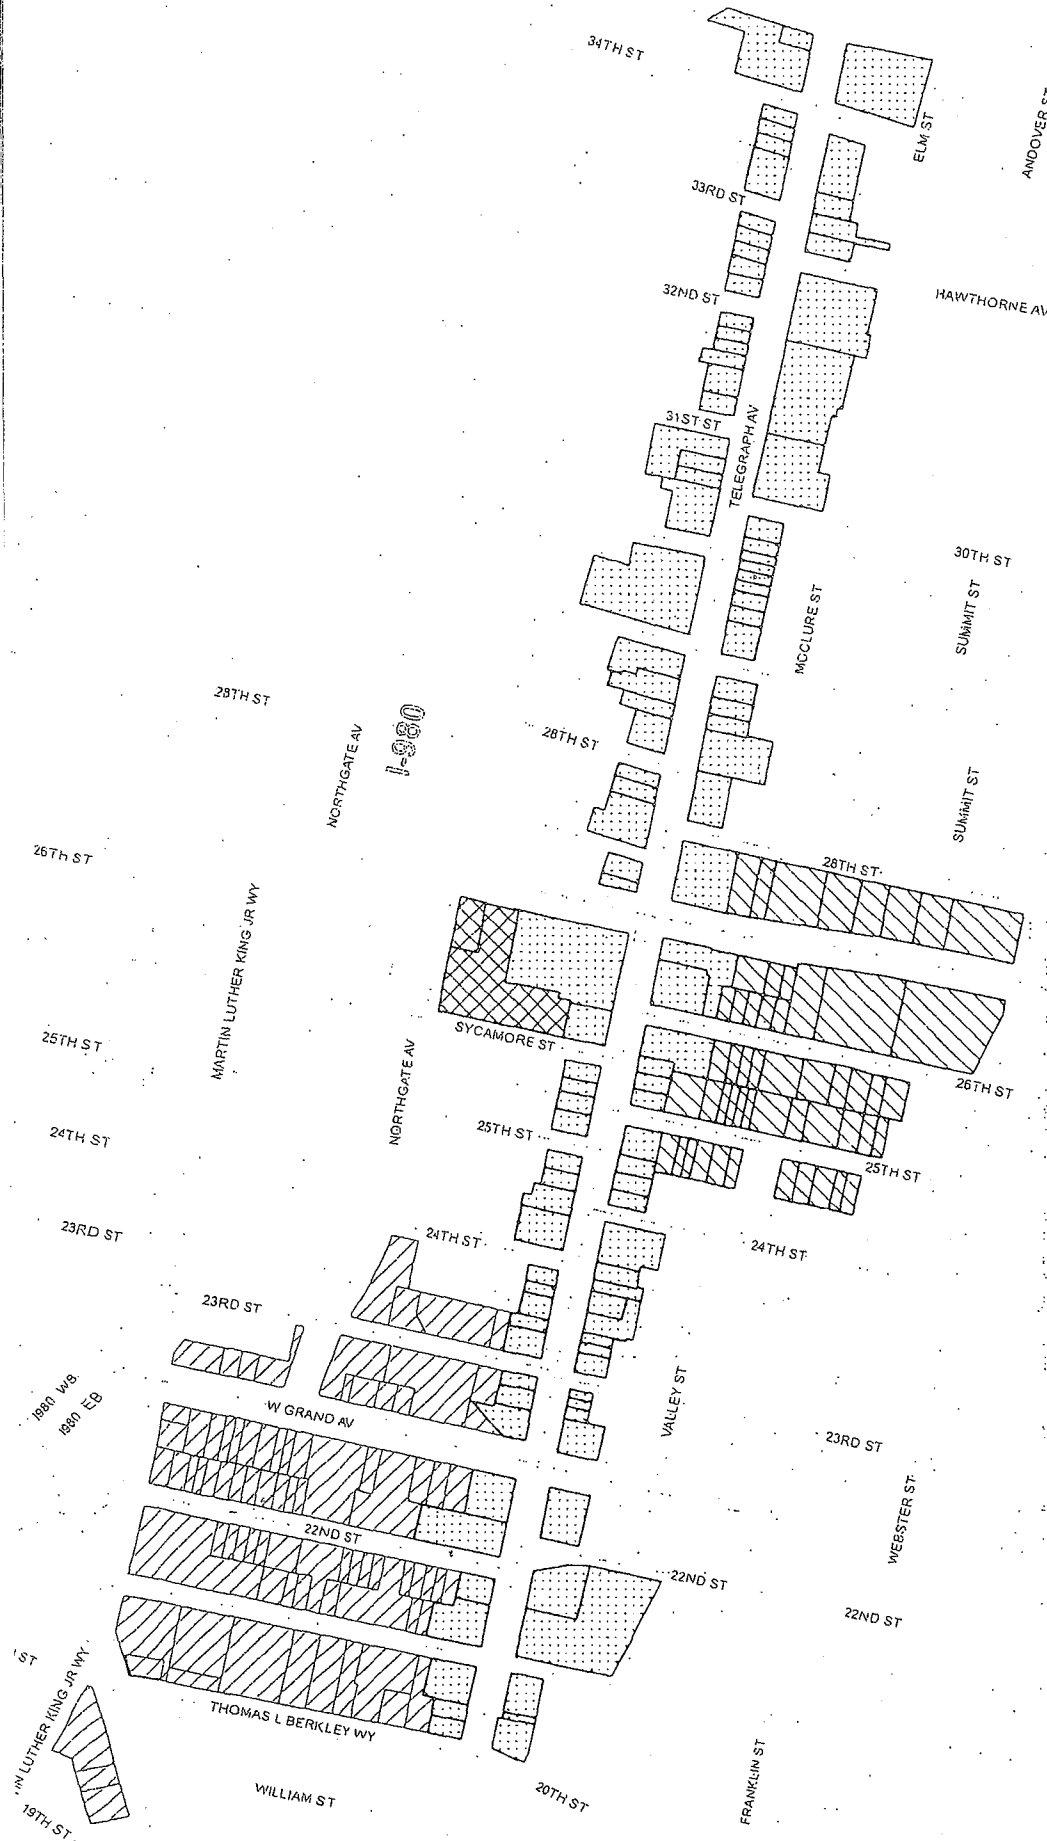 34TH ST
ELM ST
ANDOVER ST
33RD ST
32ND ST
HAWTHORNE AV
31ST ST
TELEGRAPH AV
30TH ST
SUMMIT ST
MCCLURE ST
28TH ST
NORTHGATE AV
I-980
28TH ST
SUMMIT ST
26Th ST
28TH ST
MARTIN LUTHER KING JR WY
SYCAMORE ST
25TH ST
NORTHGATE AV
26TH ST
24TH ST
25TH ST
25TH ST
23RD ST
24TH ST
24TH ST
23RD ST
VALLEY ST
I980 WB
I980 EB
W GRAND AV
23RD ST
WEBSTER ST
22ND ST
22ND ST
22ND ST
ST
IN LUTHER KING JR WY
THOMAS L BERKLEY WY
WILLIAM ST
20TH ST
FRANKLIN ST
19TH ST